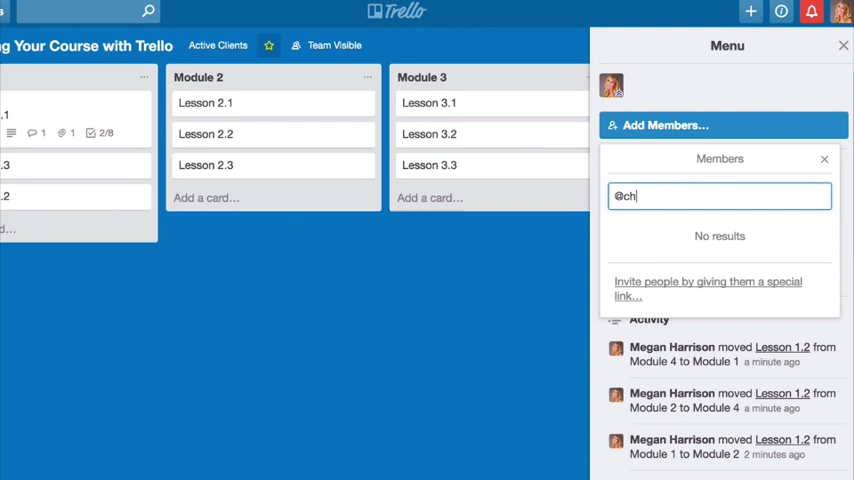 s
Trello
ng Your Course with Trello
Active Clients
Team Visible
Menu
...
Module 2
...
Module 3
.1
1
1
2/8
.3
.2
d...
Lesson 2.1
Lesson 2.2
Lesson 2.3
Add a card...
Lesson 3.1
Lesson 3.2
Lesson 3.3
Add a card...
Add Members...
Members
@ch
No results
Invite people by giving them a special
link...
Activity
Megan Harrison moved Lesson 1.2 from
Module 4 to Module 1 a minute ago
Megan Harrison moved Lesson 1.2 from
Module 2 to Module 4 a minute ago
Megan Harrison moved Lesson 1.2 from
Module 1 to Module 2 2 minutes ago